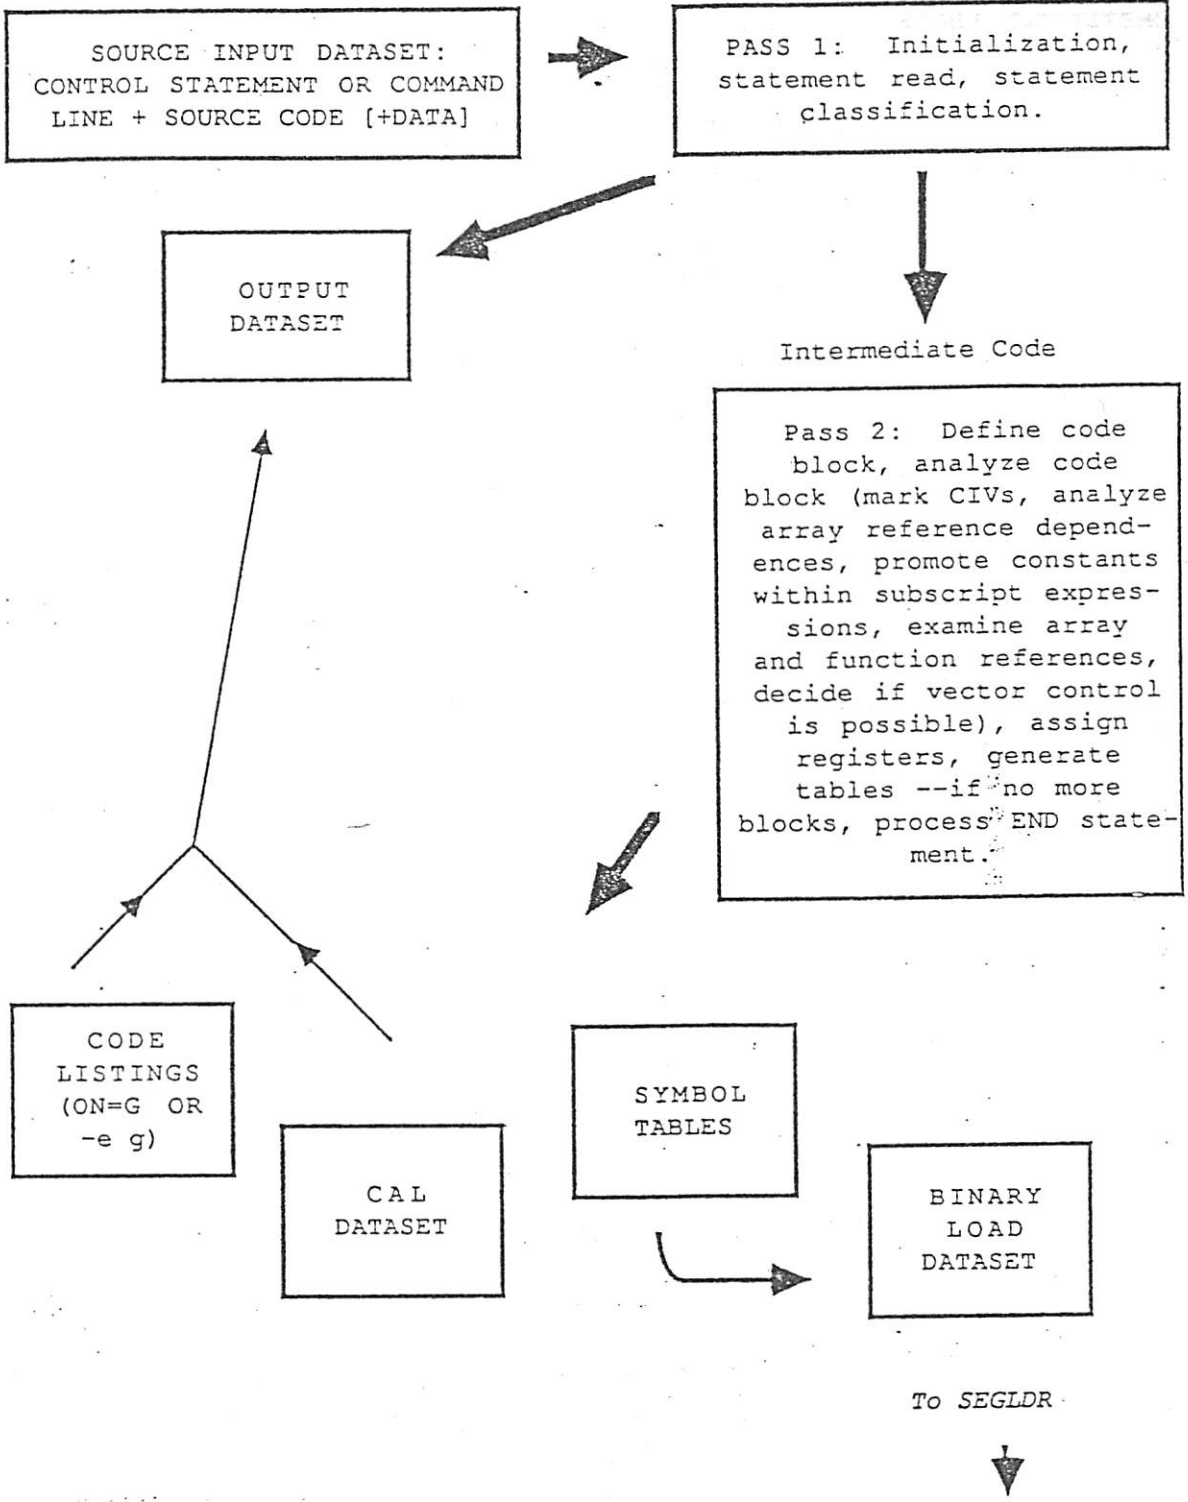 SOURCE INPUT DATASET:
CONTROL STATEMENT OR COMMAND
LINE + SOURCE CODE [+DATA]
PASS 1: Initialization,
statement read, statement
classification.
OUTPUT
DATASET
Intermediate Code
Pass 2: Define code
block, analyze code
block (mark CIVs, analyze
array reference depend-
ences, promote constants
within subscript expres-
sions, examine array
and function references,
decide if vector control
is possible), assign
registers, generate
tables --if no more
blocks, process END state-
ment.
CODE
LISTINGS
(ON=G OR
-e g)
CAL
DATASET
SYMBOL
TABLES
BINARY
LOAD
DATASET
To SEGLDR